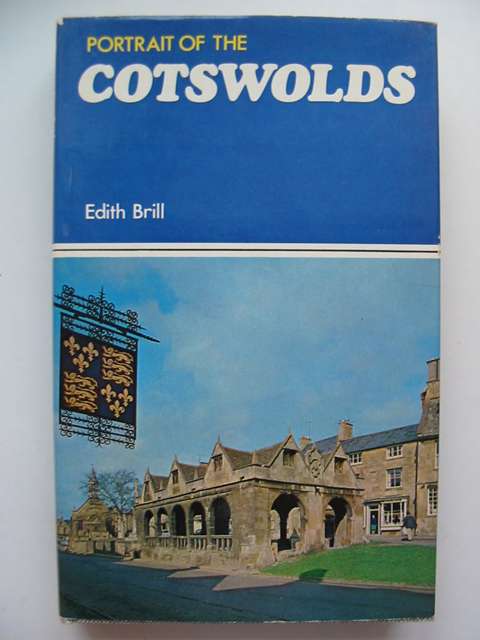 PORTRAIT OF THE
COTSWOLDS
Edith Brill